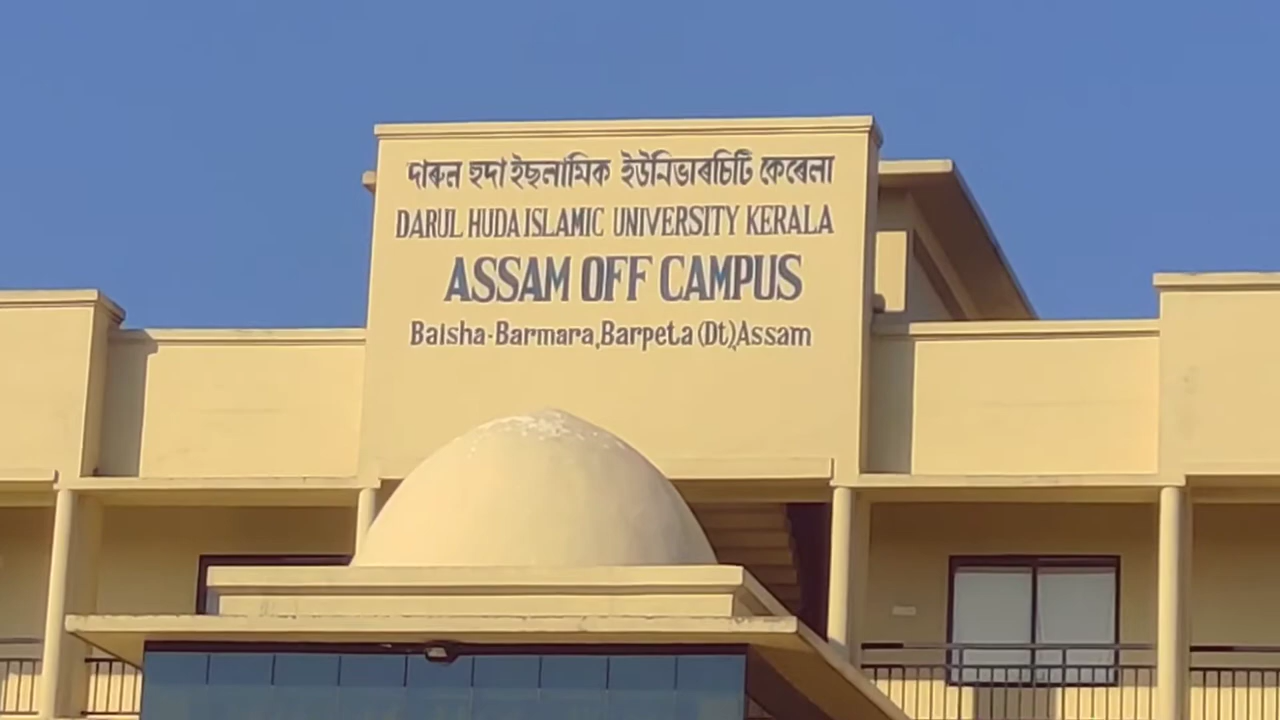 দাৰুল হুদা ইছলামিক ইউনিভাৰচিটি কেৰেলা
DARUL HUDA ISLAMIC UNIVERSITY KERALA
ASSAM OFF CAMPUS
Baisha-Barmara,Barpeta (Dt),Assam